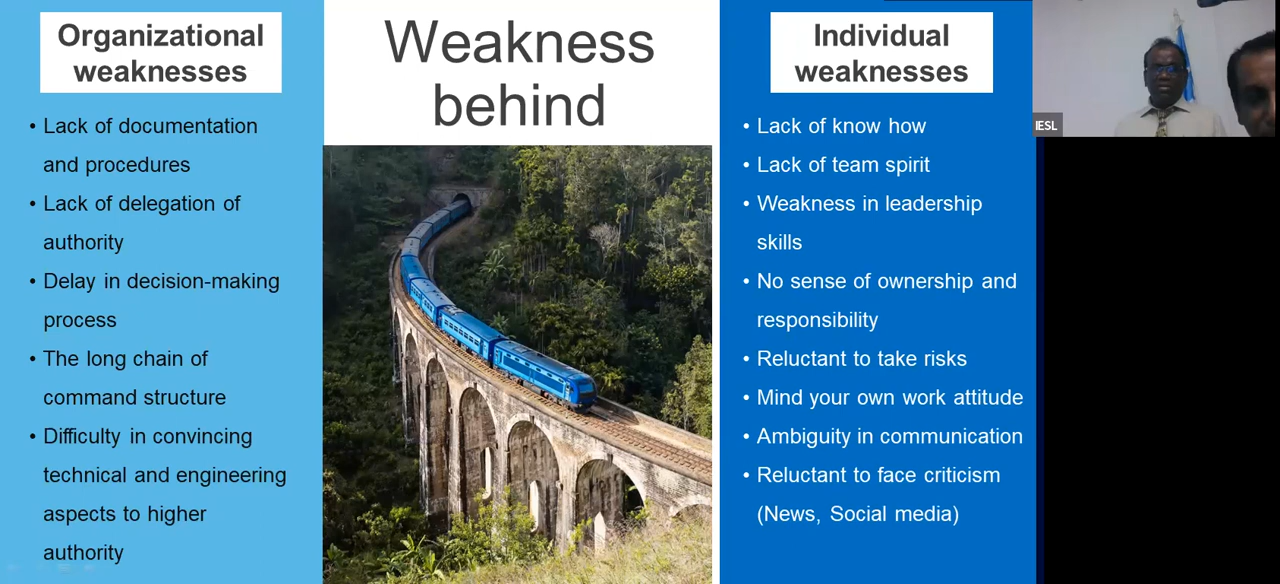 Organizational
weaknesses
• Lack of documentation
and procedures
• Lack of delegation of
authority
• Delay in decision-making
process
• The long chain of
command structure
• Difficulty in convincing
technical and engineering
aspects to higher
authority
Weakness
behind
Individual
weaknesses
• Lack of know how
• Lack of team spirit
• Weakness in leadership
skills
• No sense of ownership and
responsibility
• Reluctant to take risks
• Mind your own work attitude
• Ambiguity in communication
• Reluctant to face criticism
(News, Social media)
IESL